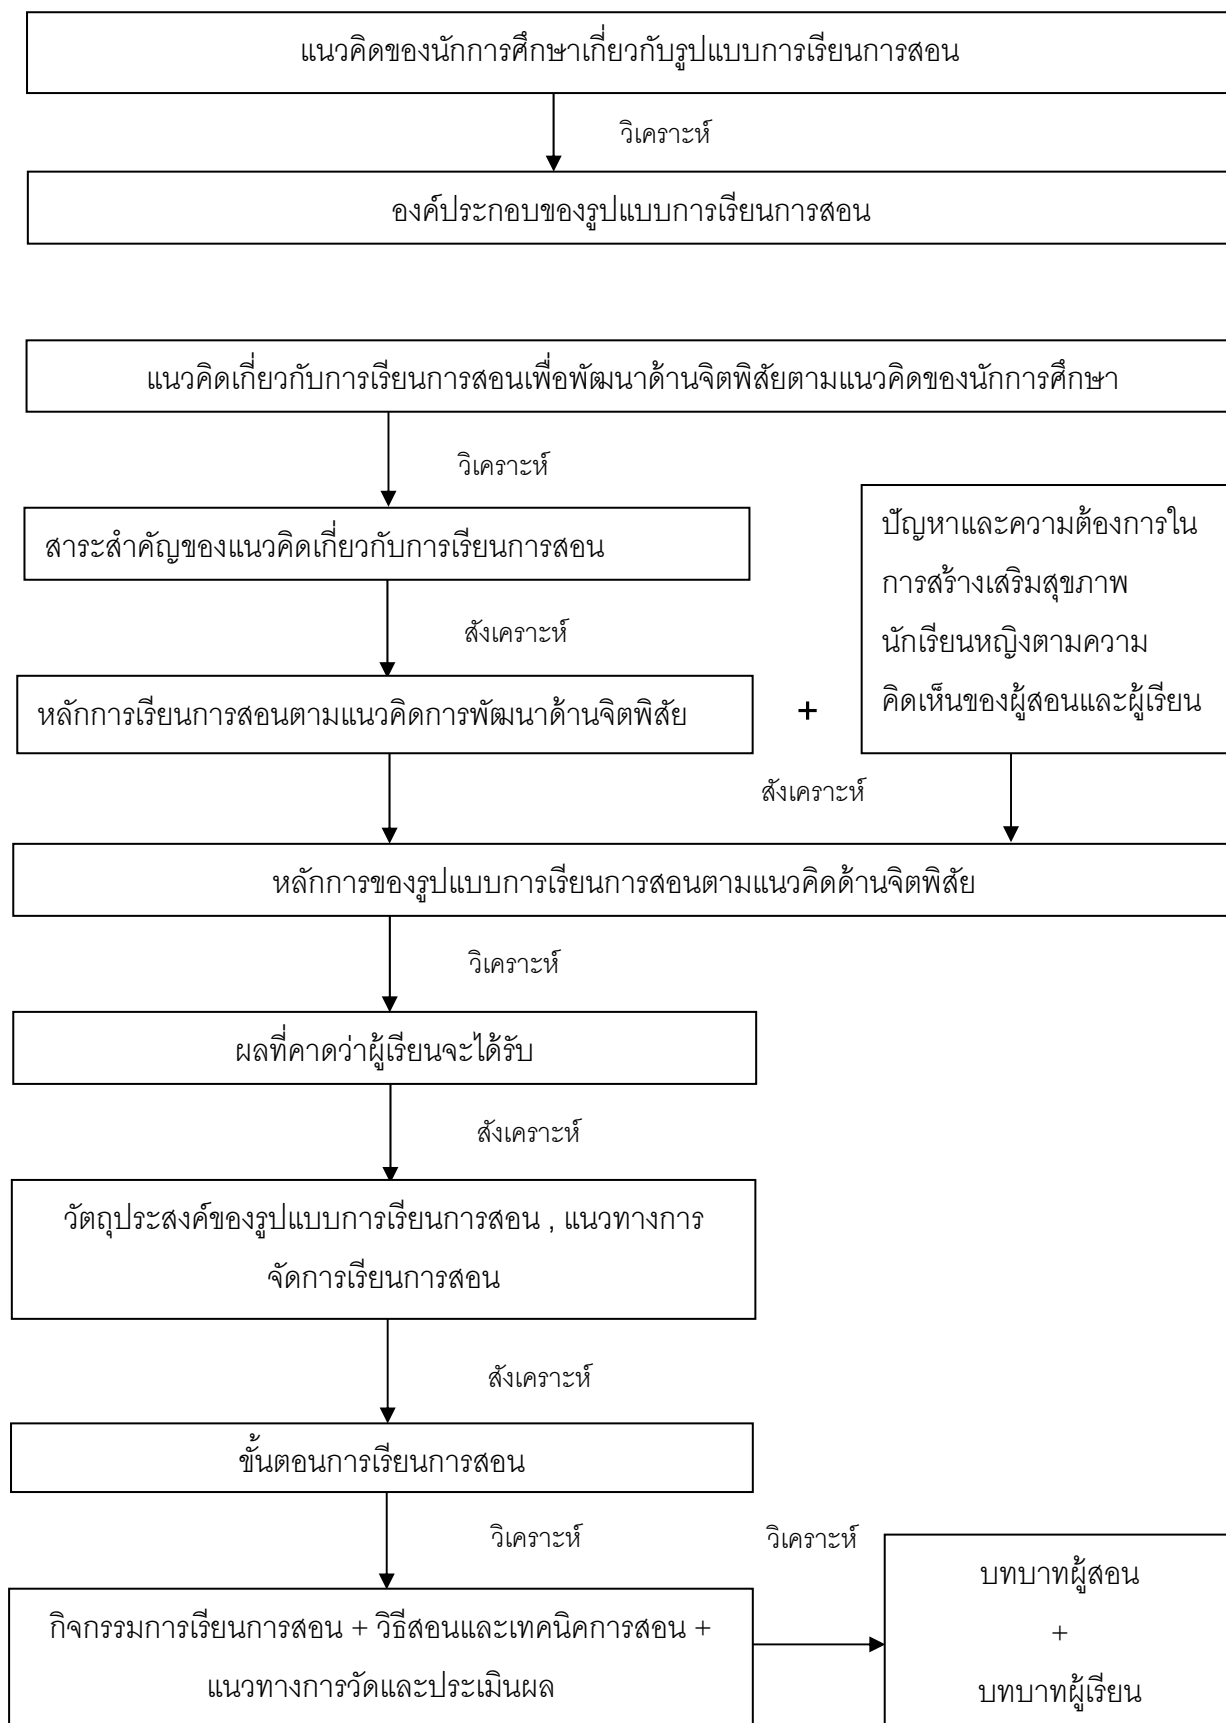 แนวคิดของนักการศึกษาเกี่ยวกับรูปแบบการเรียนการสอน
วิเคราะห์
องค์ประกอบของรูปแบบการเรียนการสอน
แนวคิดเกี่ยวกับการเรียนการสอนเพื่อพัฒนาด้านจิตพิสัยตามแนวคิดของนักการศึกษา
วิเคราะห์
สาระสำคัญของแนวคิดเกี่ยวกับการเรียนการสอน
สังเคราะห์
หลักการเรียนการสอนตามแนวคิดการพัฒนาด้านจิตพิสัย
+
ปัญหาและความต้องการใน
การสร้างเสริมสุขภาพ
นักเรียนหญิงตามความ
คิดเห็นของผู้สอนและผู้เรียน
สังเคราะห์
หลักการของรูปแบบการเรียนการสอนตามแนวคิดด้านจิตพิสัย
วิเคราะห์
ผลที่คาดว่าผู้เรียนจะได้รับ
สังเคราะห์
วัตถุประสงค์ของรูปแบบการเรียนการสอน , แนวทางการ
จัดการเรียนการสอน
สังเคราะห์
ขั้นตอนการเรียนการสอน
วิเคราะห์
กิจกรรมการเรียนการสอน + วิธีสอนและเทคนิคการสอน +
แนวทางการวัดและประเมินผล
วิเคราะห์
บทบาทผู้สอน
+
บทบาทผู้เรียน